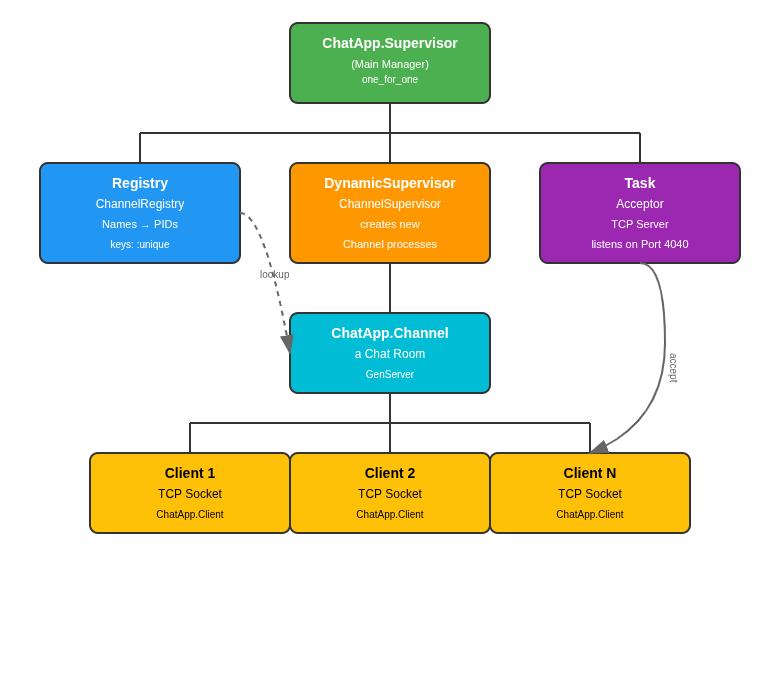 ChatApp.Supervisor
(Main Manager)
one_for_one
Registry
ChannelRegistry
Names → PIDs
keys: :unique
DynamicSupervisor
ChannelSupervisor
creates new
Channel processes
Task
Acceptor
TCP Server
listens on Port 4040
lookup
ChatApp.Channel
a Chat Room
GenServer
accept
Client 1
TCP Socket
ChatApp.Client
Client 2
TCP Socket
ChatApp.Client
Client N
TCP Socket
ChatApp.Client